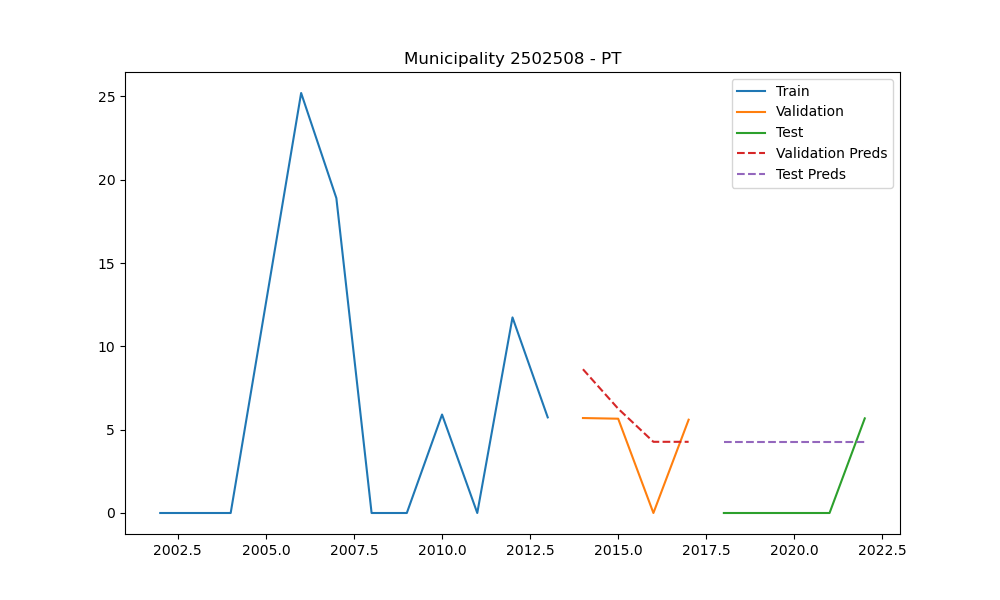 Municipality 2502508 - PT
Train
Validation
Test
Validation Preds
Test Preds
25
20
15
10
5
0
2002.5 2005.0 2007.5 2010.0 2012.5 2015.0 2017.5 2020.0 2022.5